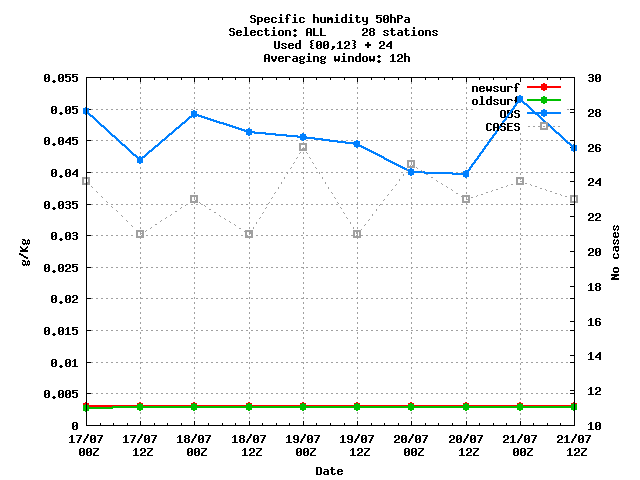 Specific humidity 50hPa
Selection: ALL     28 stations
Used {00,12} + 24
Averaging window: 12h
0.055
0.05
0.045
0.04
0.035
0.03
0.025
0.02
0.015
0.01
0.005
0
g/Kg
newsurf
oldsurf
OBS
CASES
30
28
26
24
22
20
18
16
14
12
10
No cases
17/07 17/07 18/07 18/07 19/07 19/07 20/07 20/07 21/07 21/07
00Z 12Z 00Z 12Z 00Z 12Z 00Z 12Z 00Z 12Z
Date